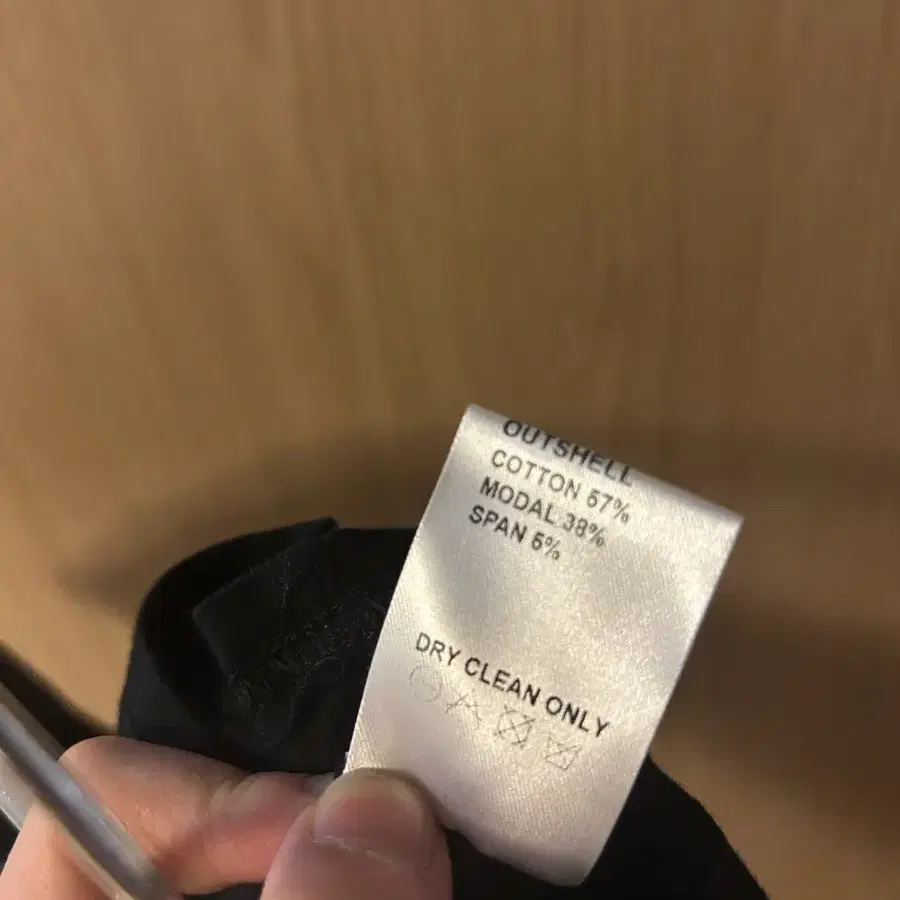 OUTSHELL
COTTON 57%
MODAL 38%
SPAN 5%
DRY CLEAN ONLY